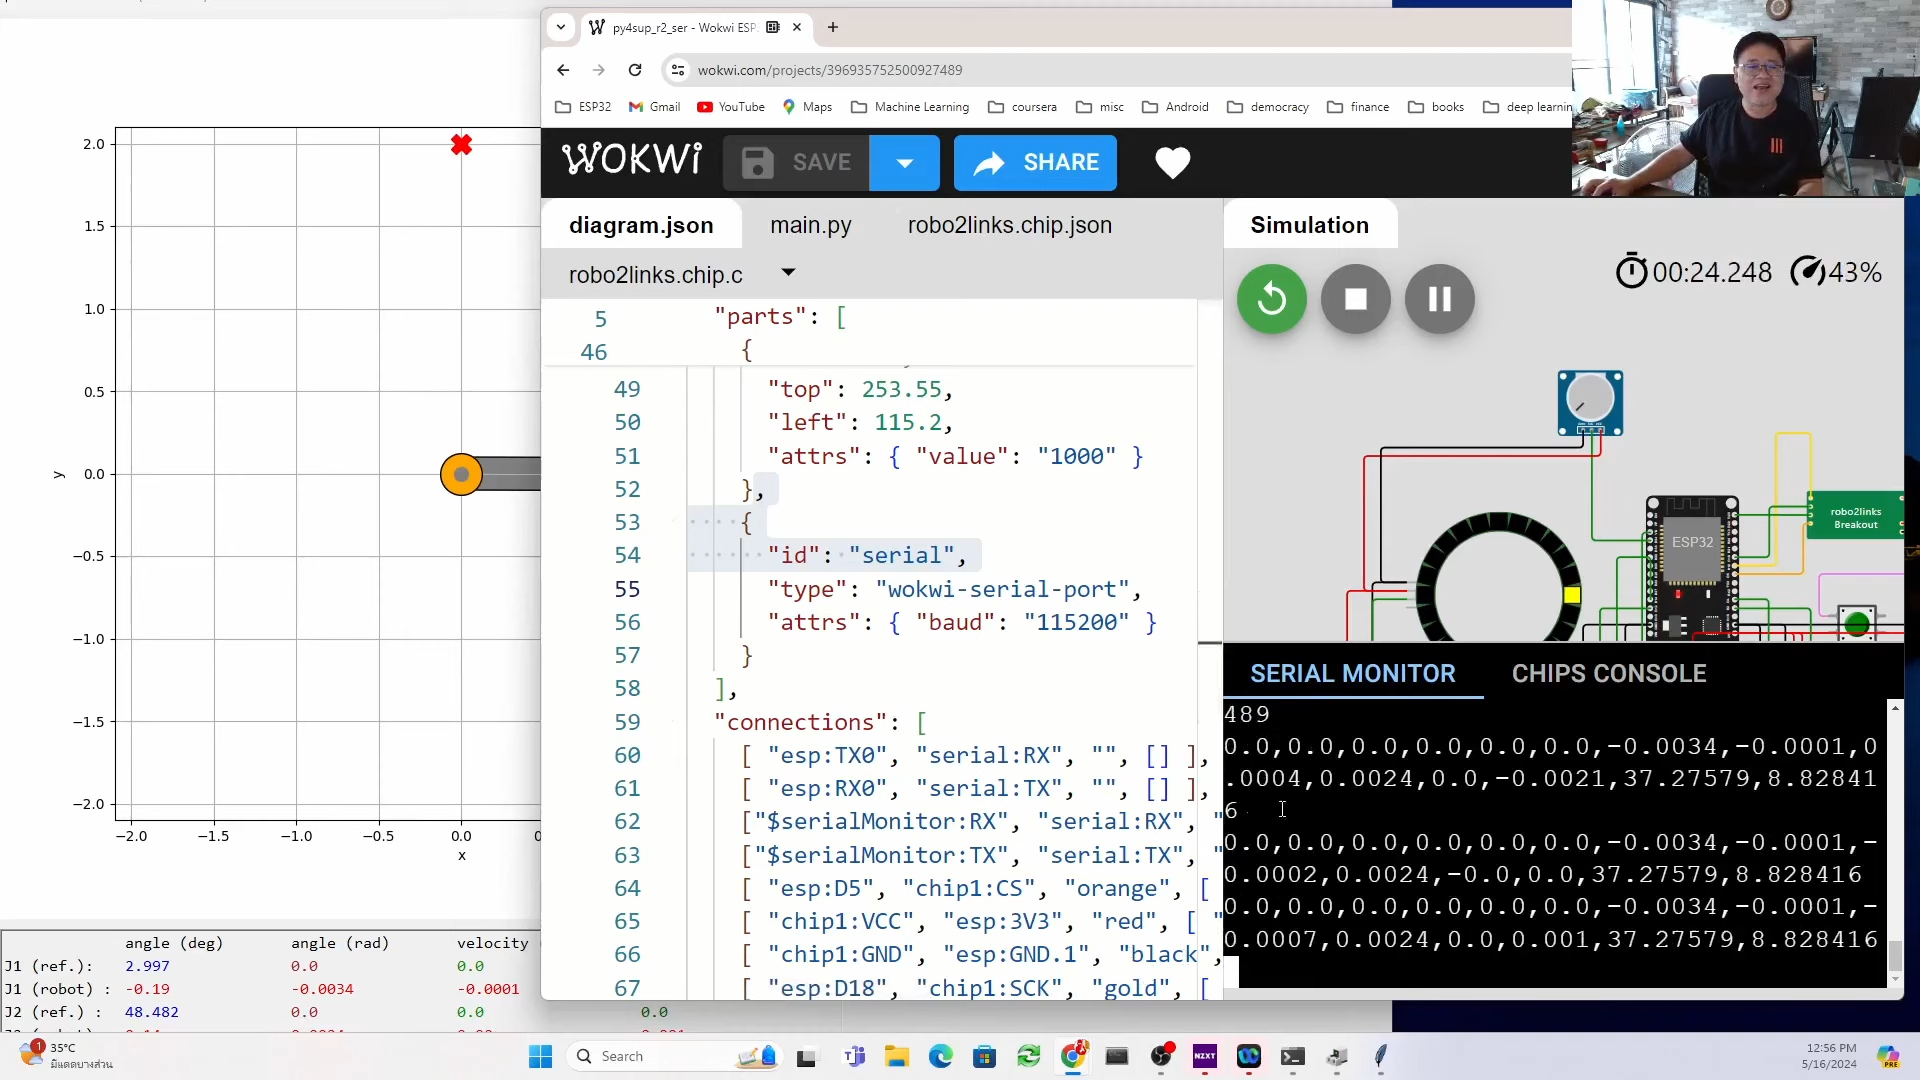 py4sup_r2_ser - Wokwi ESP
wokwi.com/projects/396935752500927489
ESP32
Gmail
YouTube
Maps
Machine Learning
coursera
misc
Android
democracy
finance
books
deep learnin
WOKWi
SAVE
SHARE
diagram.json
main.py
robo2links.chip.json
robo2links.chip.c
5 "parts": [
46 {
49 "top": 253.55,
50 "left": 115.2,
51 "attrs": { "value": "1000" }
52 },
53 {
54 "id": "serial",
55 "type": "wokwi-serial-port",
56 "attrs": { "baud": "115200" }
57 }
58 ],
59 "connections": [
60 [ "esp:TX0", "serial:RX", "", [] ],
61 [ "esp:RX0", "serial:TX", "", [] ],
62 ["$serialMonitor:RX", "serial:RX", "
63 ["$serialMonitor:TX", "serial:TX", "
64 [ "esp:D5", "chip1:CS", "orange", [
65 [ "chip1:VCC", "esp:3V3", "red", [ "
66 [ "chip1:GND", "esp:GND.1", "black",
67 [ "esp:D18", "chip1:SCK", "gold", [
Simulation
00:24.248
43%
ESP32
robo2links
Breakout
SERIAL MONITOR
CHIPS CONSOLE
489
0.0,0.0,0.0,0.0,0.0,0.0,-0.0034,-0.0001,0
.0004,0.0024,0.0,-0.0021,37.27579,8.82841
6
0.0,0.0,0.0,0.0,0.0,0.0,-0.0034,-0.0001,-
0.0002,0.0024,-0.0,0.0,37.27579,8.828416
0.0,0.0,0.0,0.0,0.0,0.0,-0.0034,-0.0001,-
0.0007,0.0024,0.0,0.001,37.27579,8.828416
2.0
1.5
1.0
0.5
0.0
−0.5
−1.0
−1.5
−2.0
y
−2.0 −1.5 −1.0 −0.5 0.0 0
x
angle (deg) angle (rad) velocity
J1 (ref.): 2.997 0.0 0.0
J1 (robot) : -0.19 -0.0034 -0.0001
J2 (ref.) : 48.482 0.0 0.0 0.0
35°C
มีแดดบางส่วน
Search
NZXT
12:56 PM
5/16/2024
PRE